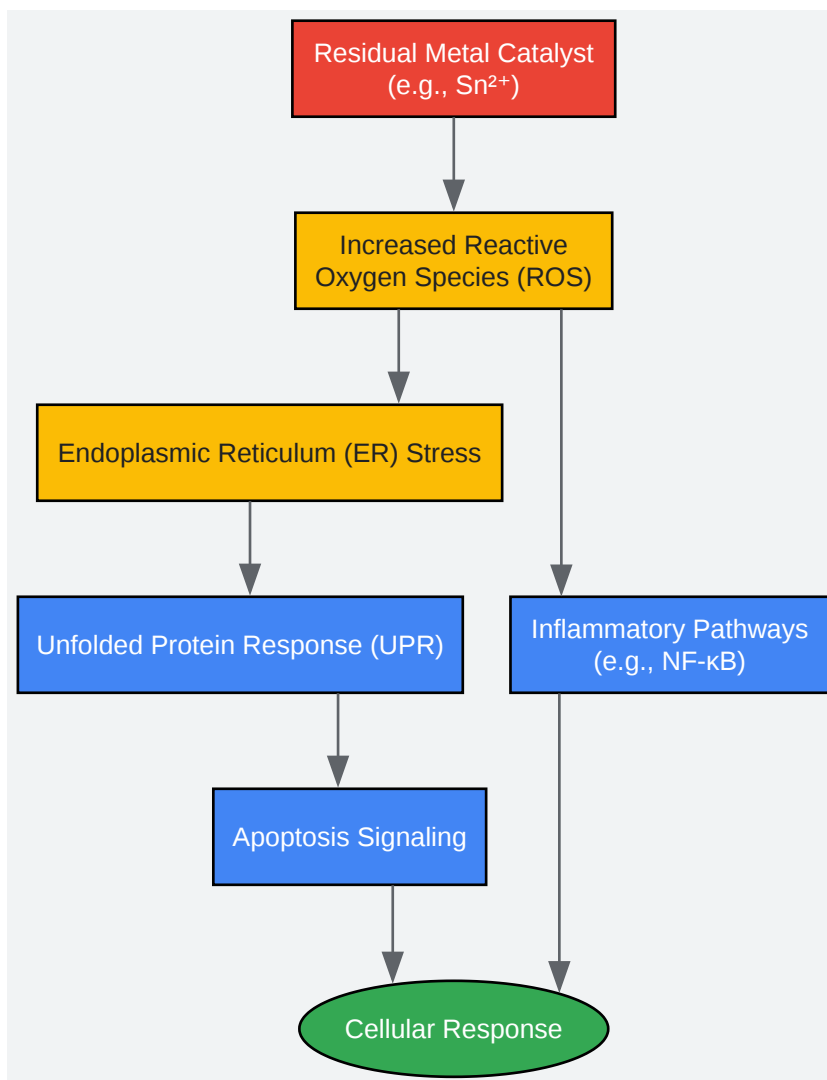 Residual Metal Catalyst
(e.g., Sn²⁺)
Increased Reactive
Oxygen Species (ROS)
Endoplasmic Reticulum (ER) Stress
Unfolded Protein Response (UPR)
Inflammatory Pathways
(e.g., NF-κB)
Apoptosis Signaling
Cellular Response